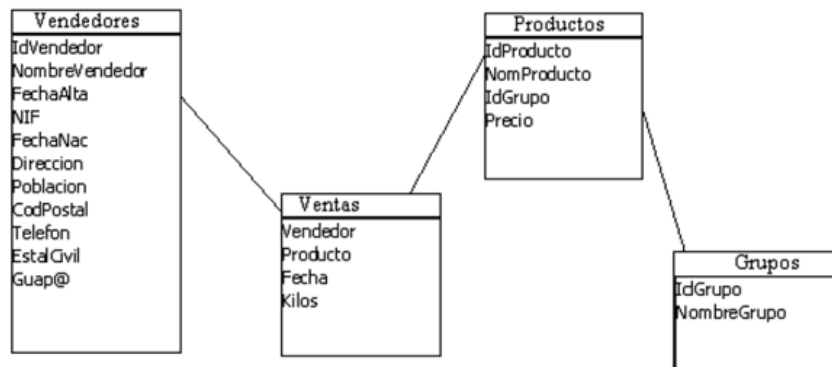 Vendedores
IdVendedor
NombreVendedor
FechaAlta
NIF
FechaNac
Direccion
Poblacion
CodPostal
Telefon
EstalCivil
Guap@
Ventas
Vendedor
Producto
Fecha
Kilos
Productos
IdProducto
NomProducto
IdGrupo
Precio
Grupos
IdGrupo
NombreGrupo